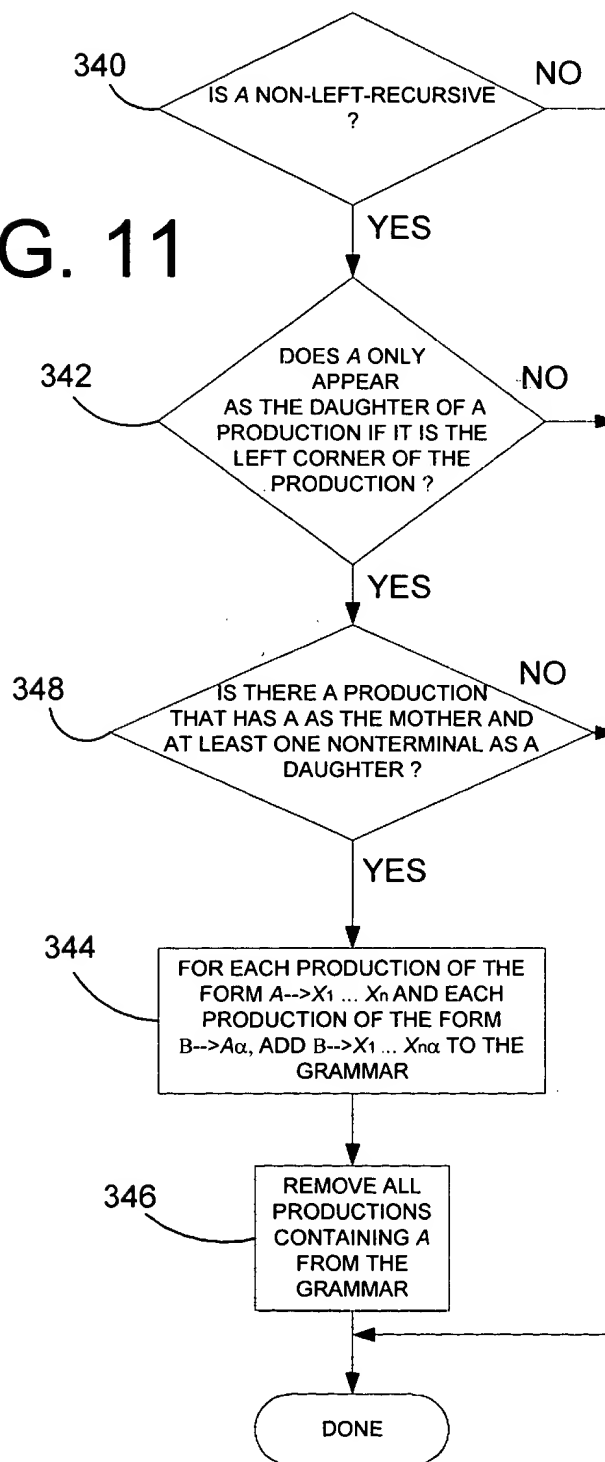 340
NO
IS A NON-LEFT-RECURSIVE
?
YES
G. 11
342
NO
DOES A ONLY
APPEAR
AS THE DAUGHTER OF A
PRODUCTION IF IT IS THE
LEFT CORNER OF THE
PRODUCTION ?
YES
348
NO
IS THERE A PRODUCTION
THAT HAS A AS THE MOTHER AND
AT LEAST ONE NONTERMINAL AS A
DAUGHTER ?
YES
344
FOR EACH PRODUCTION OF THE
FORM A-->X1 ... Xn AND EACH
PRODUCTION OF THE FORM
B-->Aα, ADD B-->X1 ... Xnα TO THE
GRAMMAR
346
REMOVE ALL
PRODUCTIONS
CONTAINING A
FROM THE
GRAMMAR
DONE